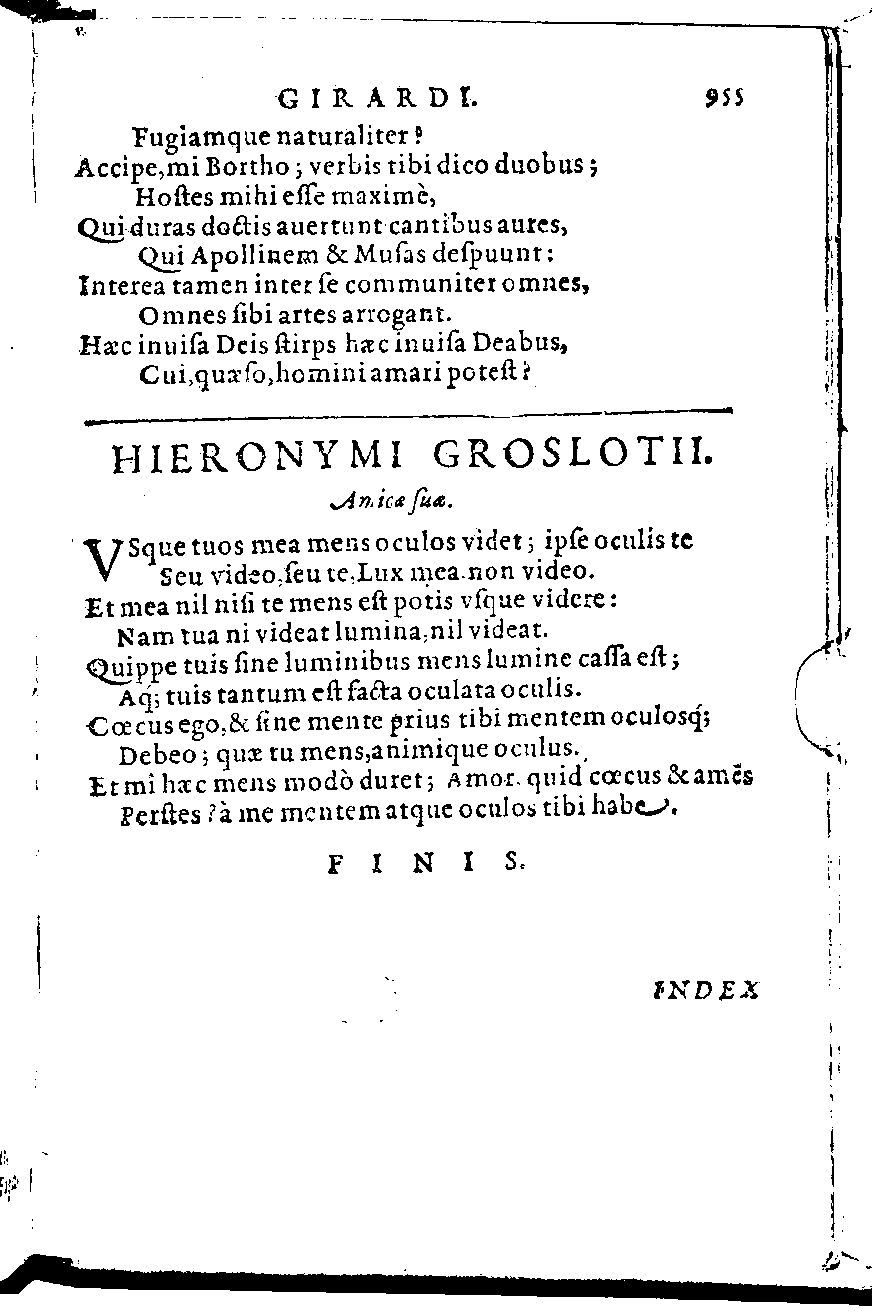 GIRARDI. 955
Fugiamque naturaliter?
Accipe, mi Bortho; verbis tibi dico duobus;
Hoſtes mihi eſſe maximè,
Qui duras doctis auertunt cantibus aures,
Qui Apollinem & Muſas deſpuunt:
Interea tamen inter ſe communiter omnes,
Omnes ſibi artes arrogant.
Hæc inuiſa Deis ſtirps hæc inuiſa Deabus,
Cui, quæſo, homini amari poteſt?
HIERONYMI GROSLOTII.
Amicæ ſuæ.
VSque tuos mea mens oculos videt; ipſe oculis te
Seu video, ſeu te, Lux mea. non video.
Et mea nil niſi te mens eſt potis vſque videre:
Nam tua ni videat lumina, nil videat.
Quippe tuis ſine luminibus mens lumine caſſa eſt;
Aq́; tuis tantum eſt facta oculata oculis.
Cœcus ego, & ſine mente prius tibi mentem oculosq́;
Debeo; quæ tu mens, animique oculus.
Et mi hæc mens modò duret; Amor. quid cœcus & amẽs
Perſtes? à me mentem atque oculos tibi habe.
FINIS.
INDEX